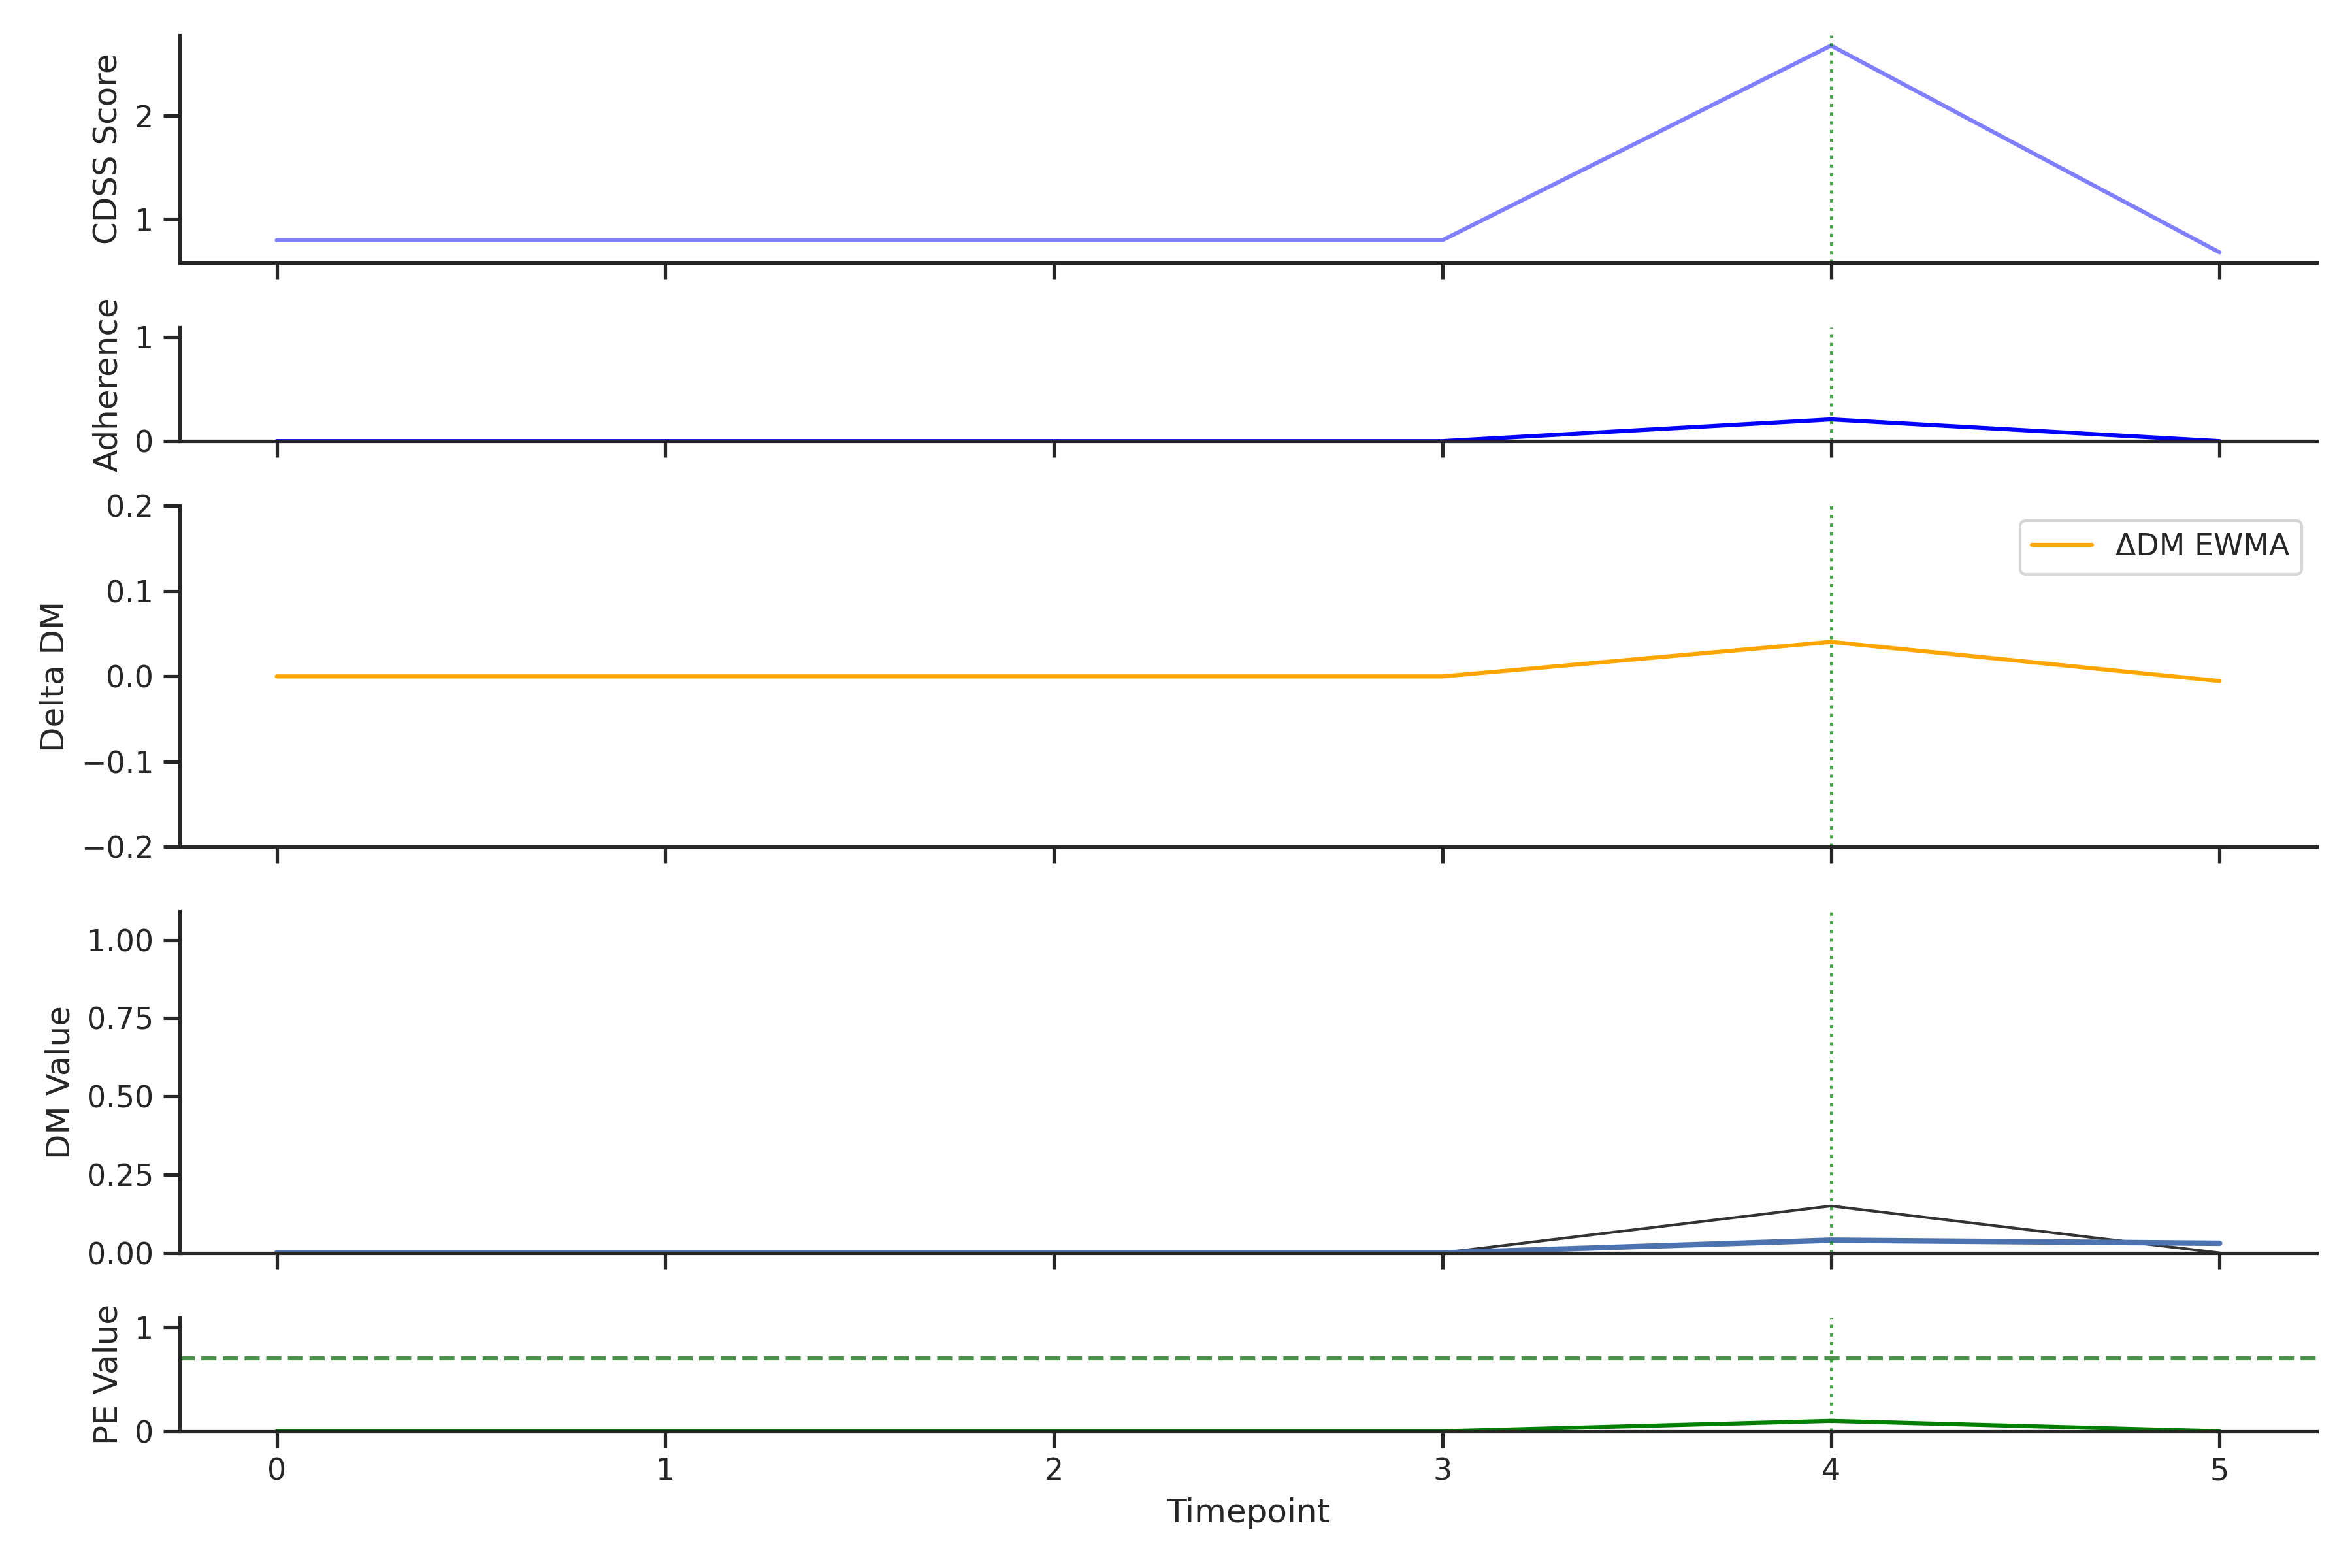 CDSS Score
2
1
Adherence
1
0
Delta DM
0.2
0.1
0.0
−0.1
−0.2
ΔDM EWMA
DM Value
1.00
0.75
0.50
0.25
0.00
PE Value
1
0
0 1 2 3 4 5
Timepoint